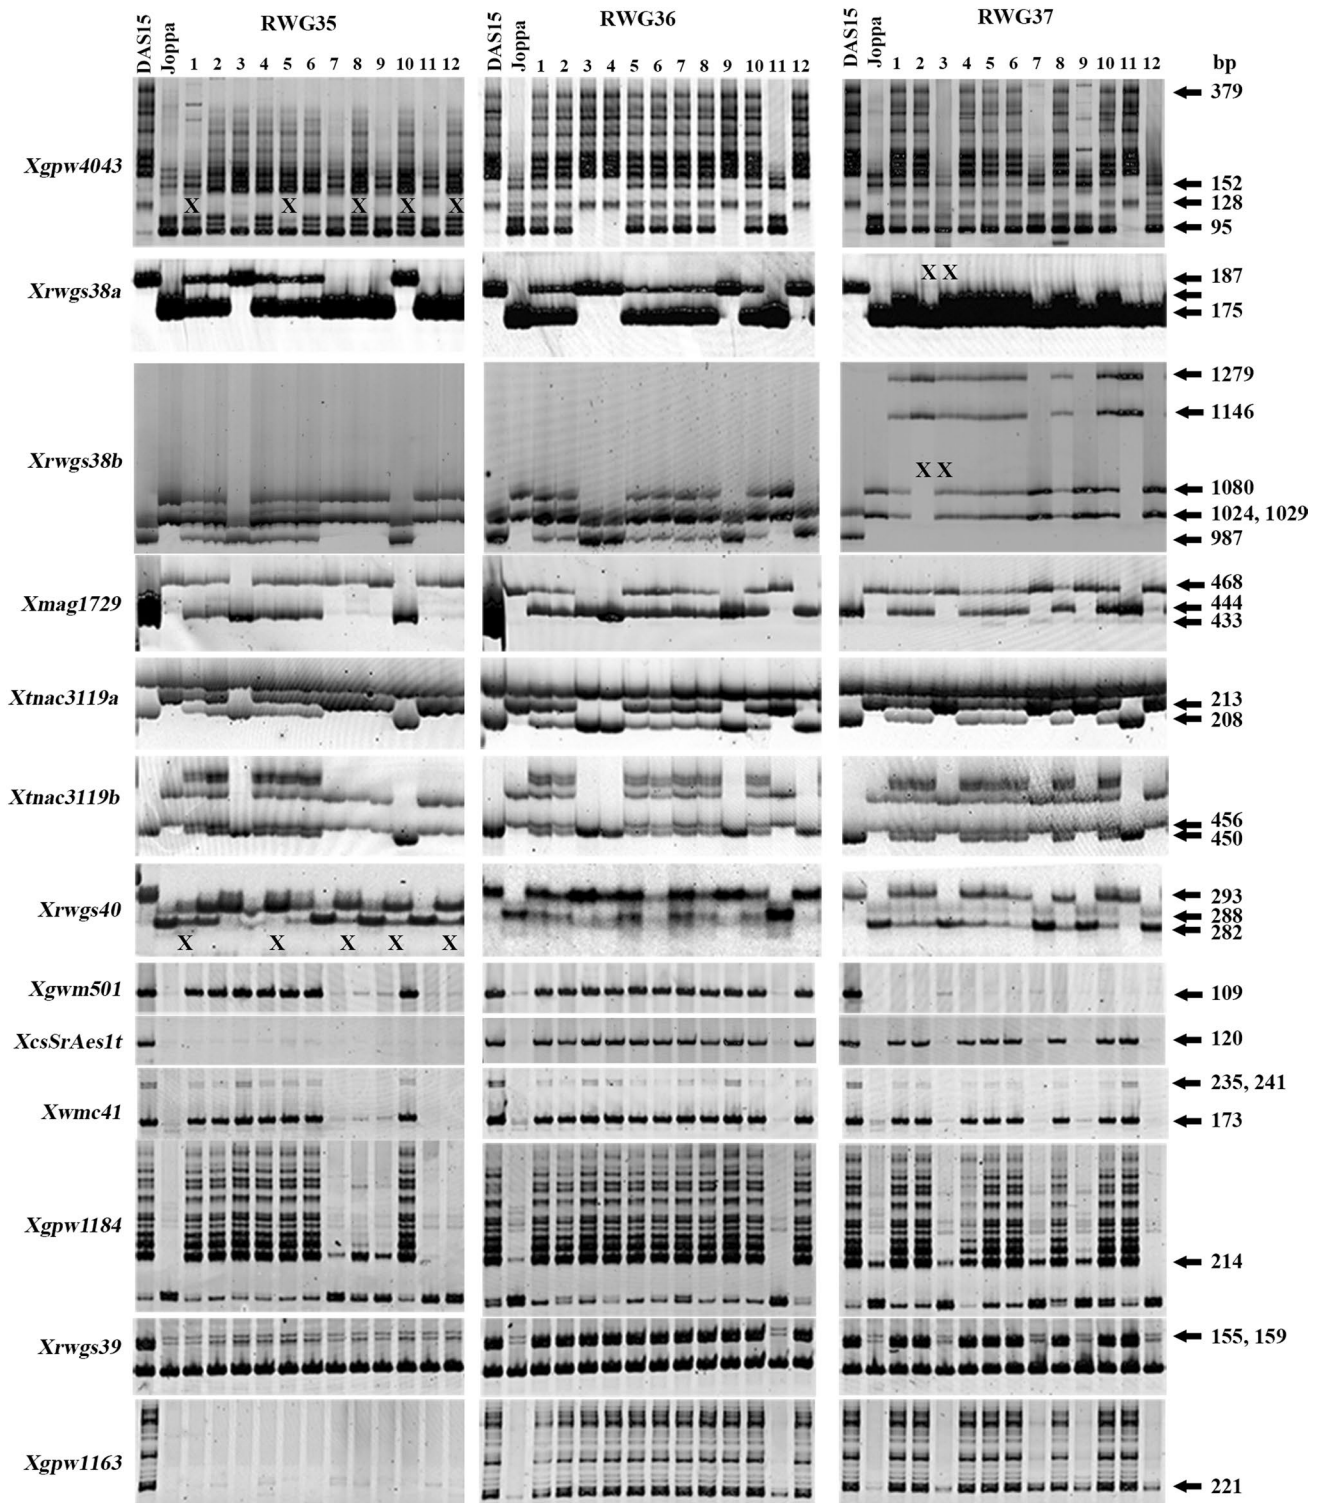 RWG35 RWG36 RWG37
DAS15 Joppa 1 2 3 4 5 6 7 8 9 10 11 12 DAS15 Joppa 1 2 3 4 5 6 7 8 9 10 11 12 DAS15 Joppa 1 2 3 4 5 6 7 8 9 10 11 12 bp
379
Xgpw4043
152
X X X X X 128
95
X X 187
Xrwgs38a
175
1279
1146
Xrwgs38b
X X
1080
1024, 1029
987
468
Xmag1729 444
433
Xtnac3119a 213
208
Xtnac3119b
456
450
293
Xrwgs40 288
282
X X X X X
Xgwm501 109
XcsSrAes1t 120
235, 241
Xwmc41
173
Xgpw1184
214
Xrwgs39 155, 159
Xgpw1163
221